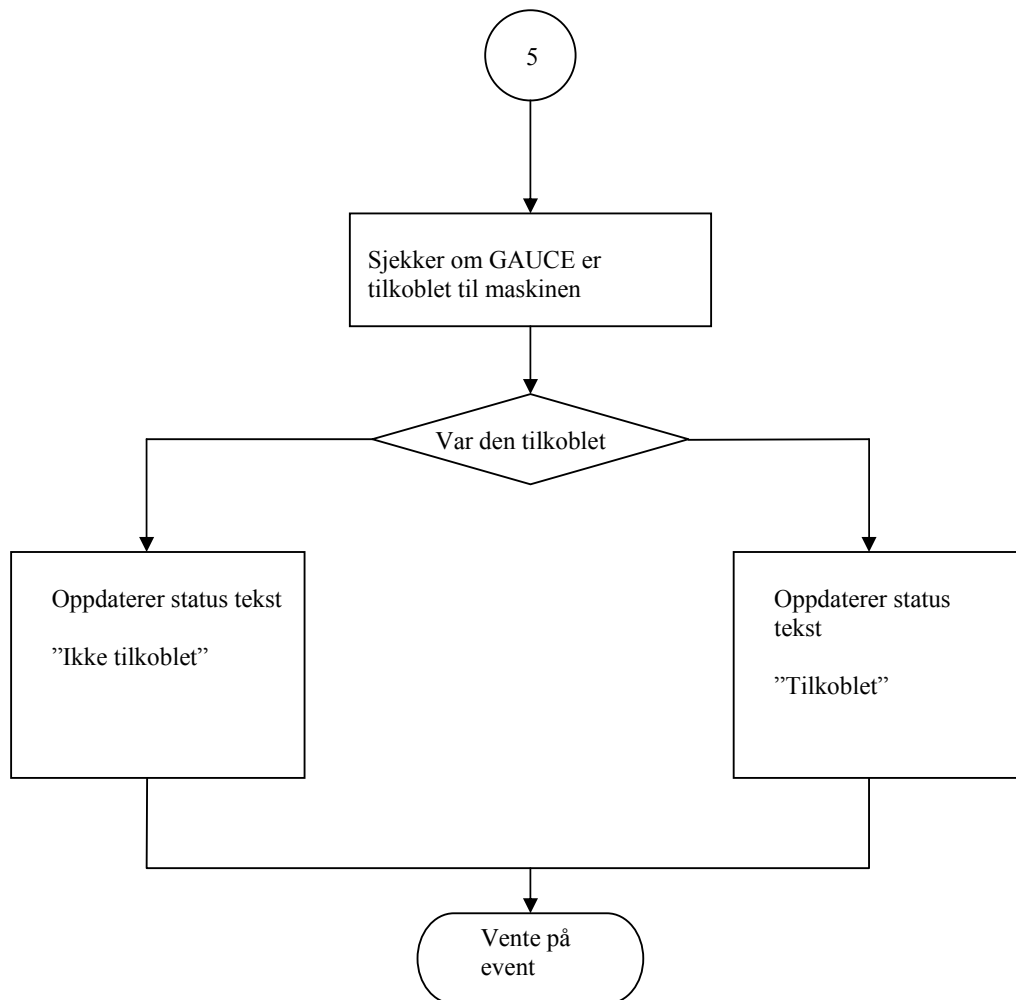 5
Sjekker om GAUCE er
tilkoblet til maskinen
Var den tilkoblet
Oppdaterer status tekst
”Ikke tilkoblet”
Oppdaterer status
tekst
”Tilkoblet”
Vente på
event